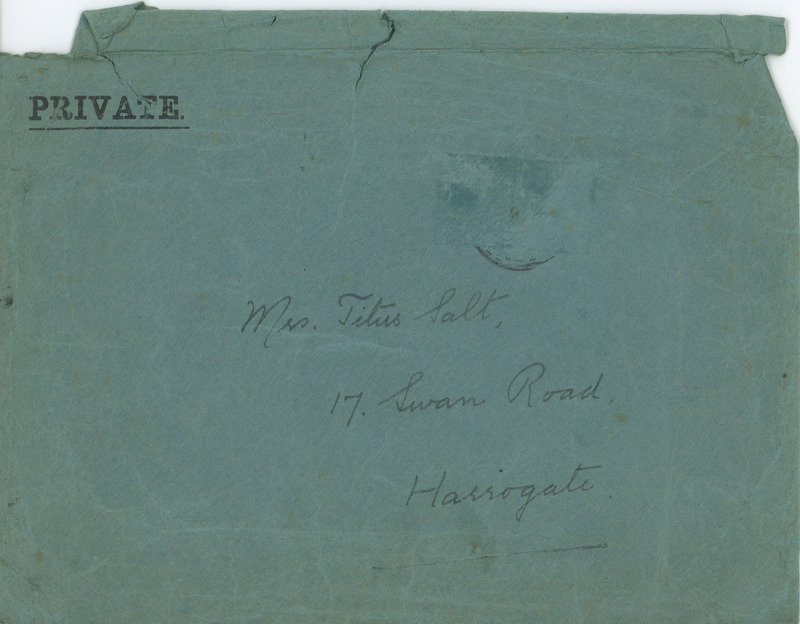 PRIVATE.
Mrs. Titus Salt,
17. Swan Road.
Harrogate.